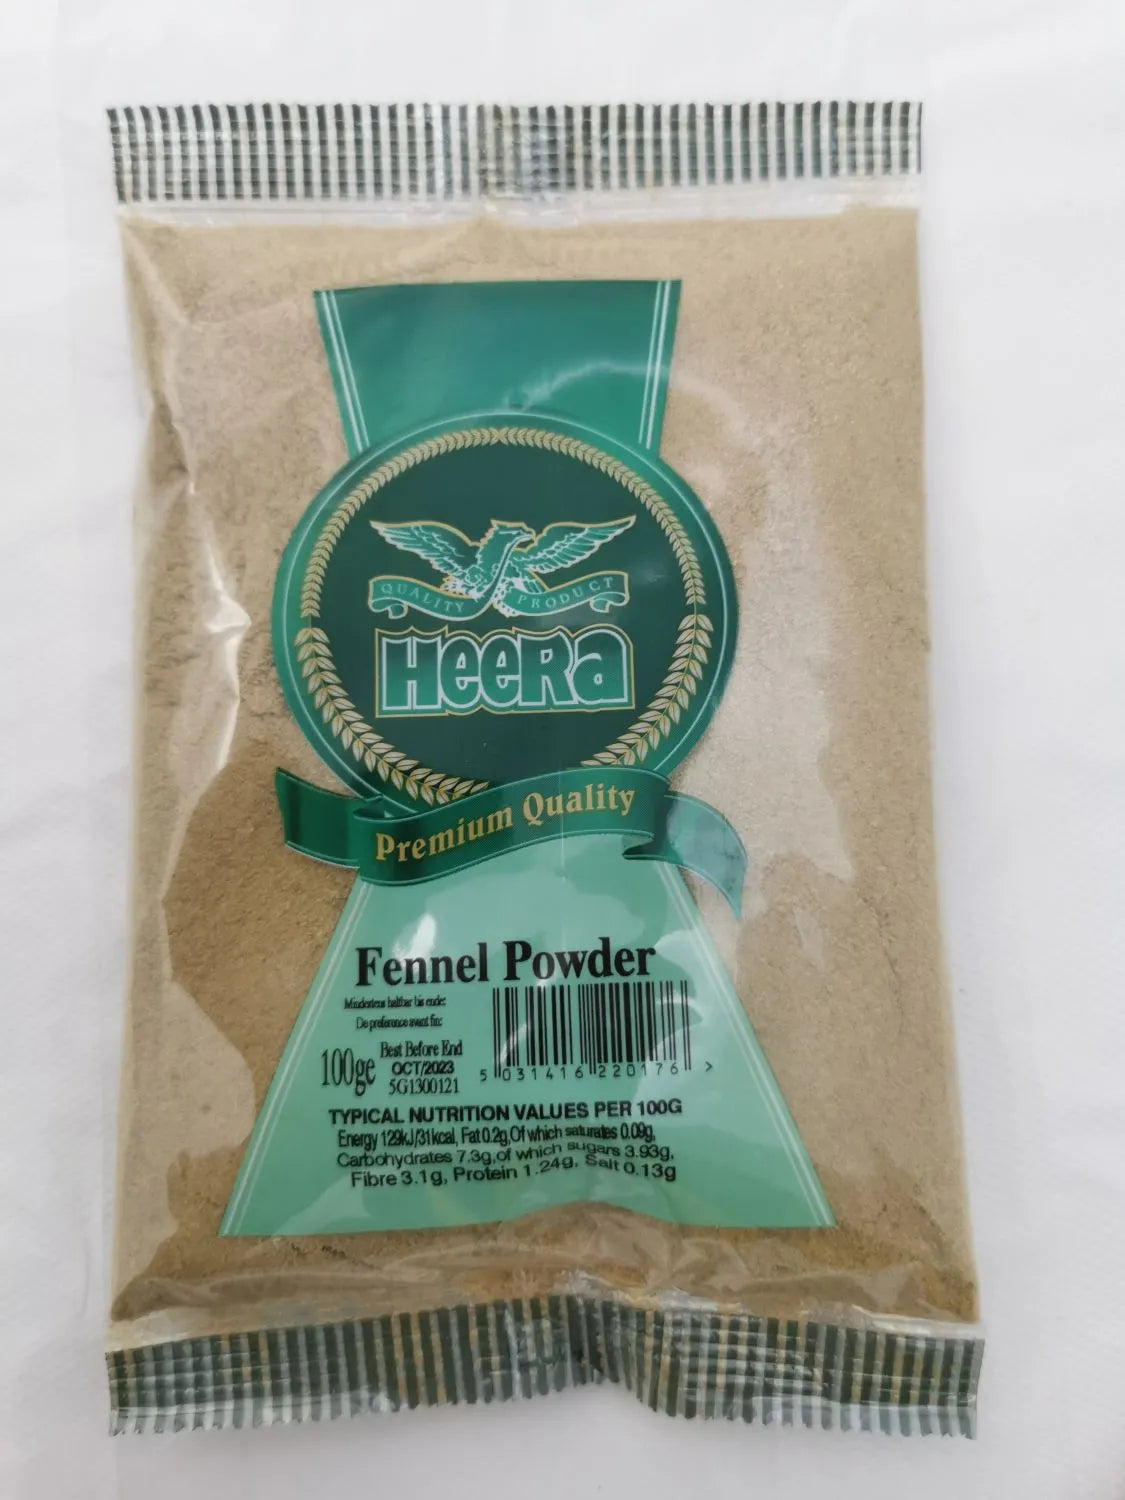 QUALITY PRODUCT
HeeRa
Premium Quality
Fennel Powder
Mindestens haltbar bis ende:
De preference avant fin:
100ge
Best Before End
OCT/2023
5G1300121
5 031416 220176 >
TYPICAL NUTRITION VALUES PER 100G
Energy 129kJ/31kcal, Fat 0.2g,Of which saturates 0.09g,
Carbohydrates 7.3g,of which sugars 3.93g,
Fibre 3.1g, Protein 1.24g, Salt 0.13g